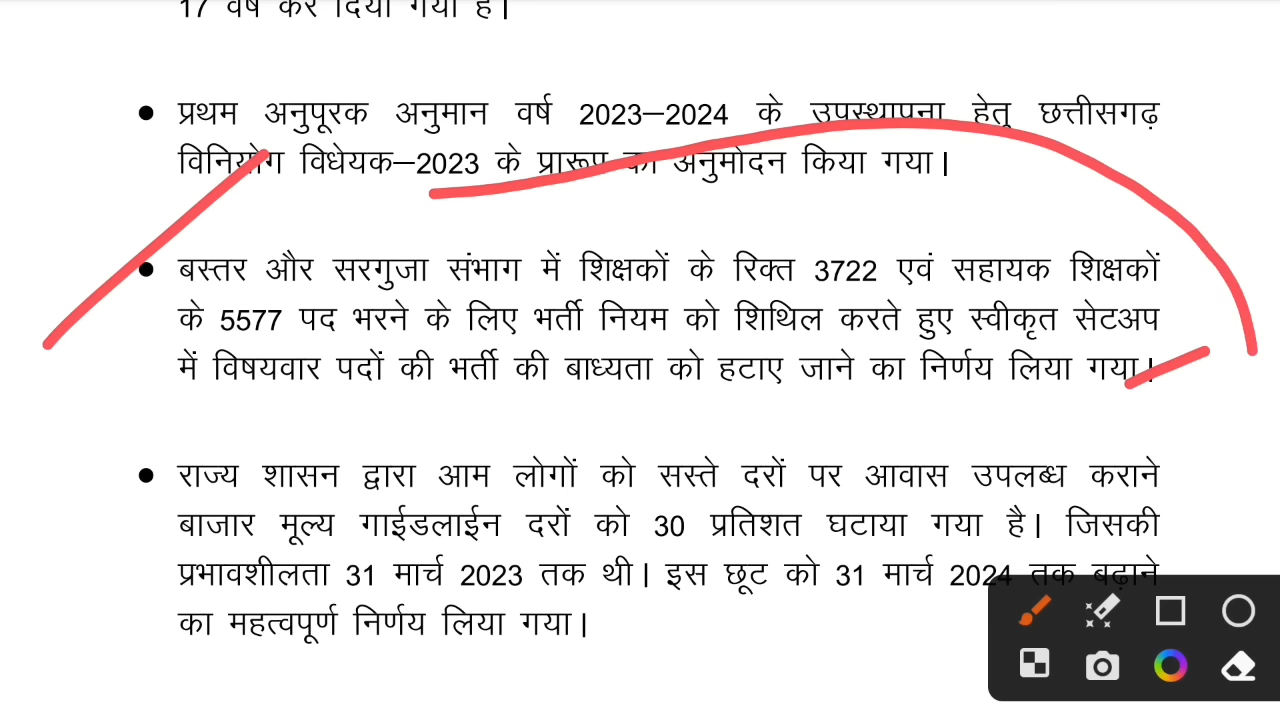 17 वर्ष कर दिया गया है।
● प्रथम अनुपूरक अनुमान वर्ष 2023–2024 के उपस्थापना हेतु छत्तीसगढ़
विनियोग विधेयक–2023 के प्रारूप का अनुमोदन किया गया।
● बस्तर और सरगुजा संभाग में शिक्षकों के रिक्त 3722 एवं सहायक शिक्षकों
के 5577 पद भरने के लिए भर्ती नियम को शिथिल करते हुए स्वीकृत सेटअप
में विषयवार पदों की भर्ती की बाध्यता को हटाए जाने का निर्णय लिया गया।
● राज्य शासन द्वारा आम लोगों को सस्ते दरों पर आवास उपलब्ध कराने
बाजार मूल्य गाईडलाईन दरों को 30 प्रतिशत घटाया गया है। जिसकी
प्रभावशीलता 31 मार्च 2023 तक थी। इस छूट को 31 मार्च 2024 तक बढ़ाने
का महत्वपूर्ण निर्णय लिया गया।